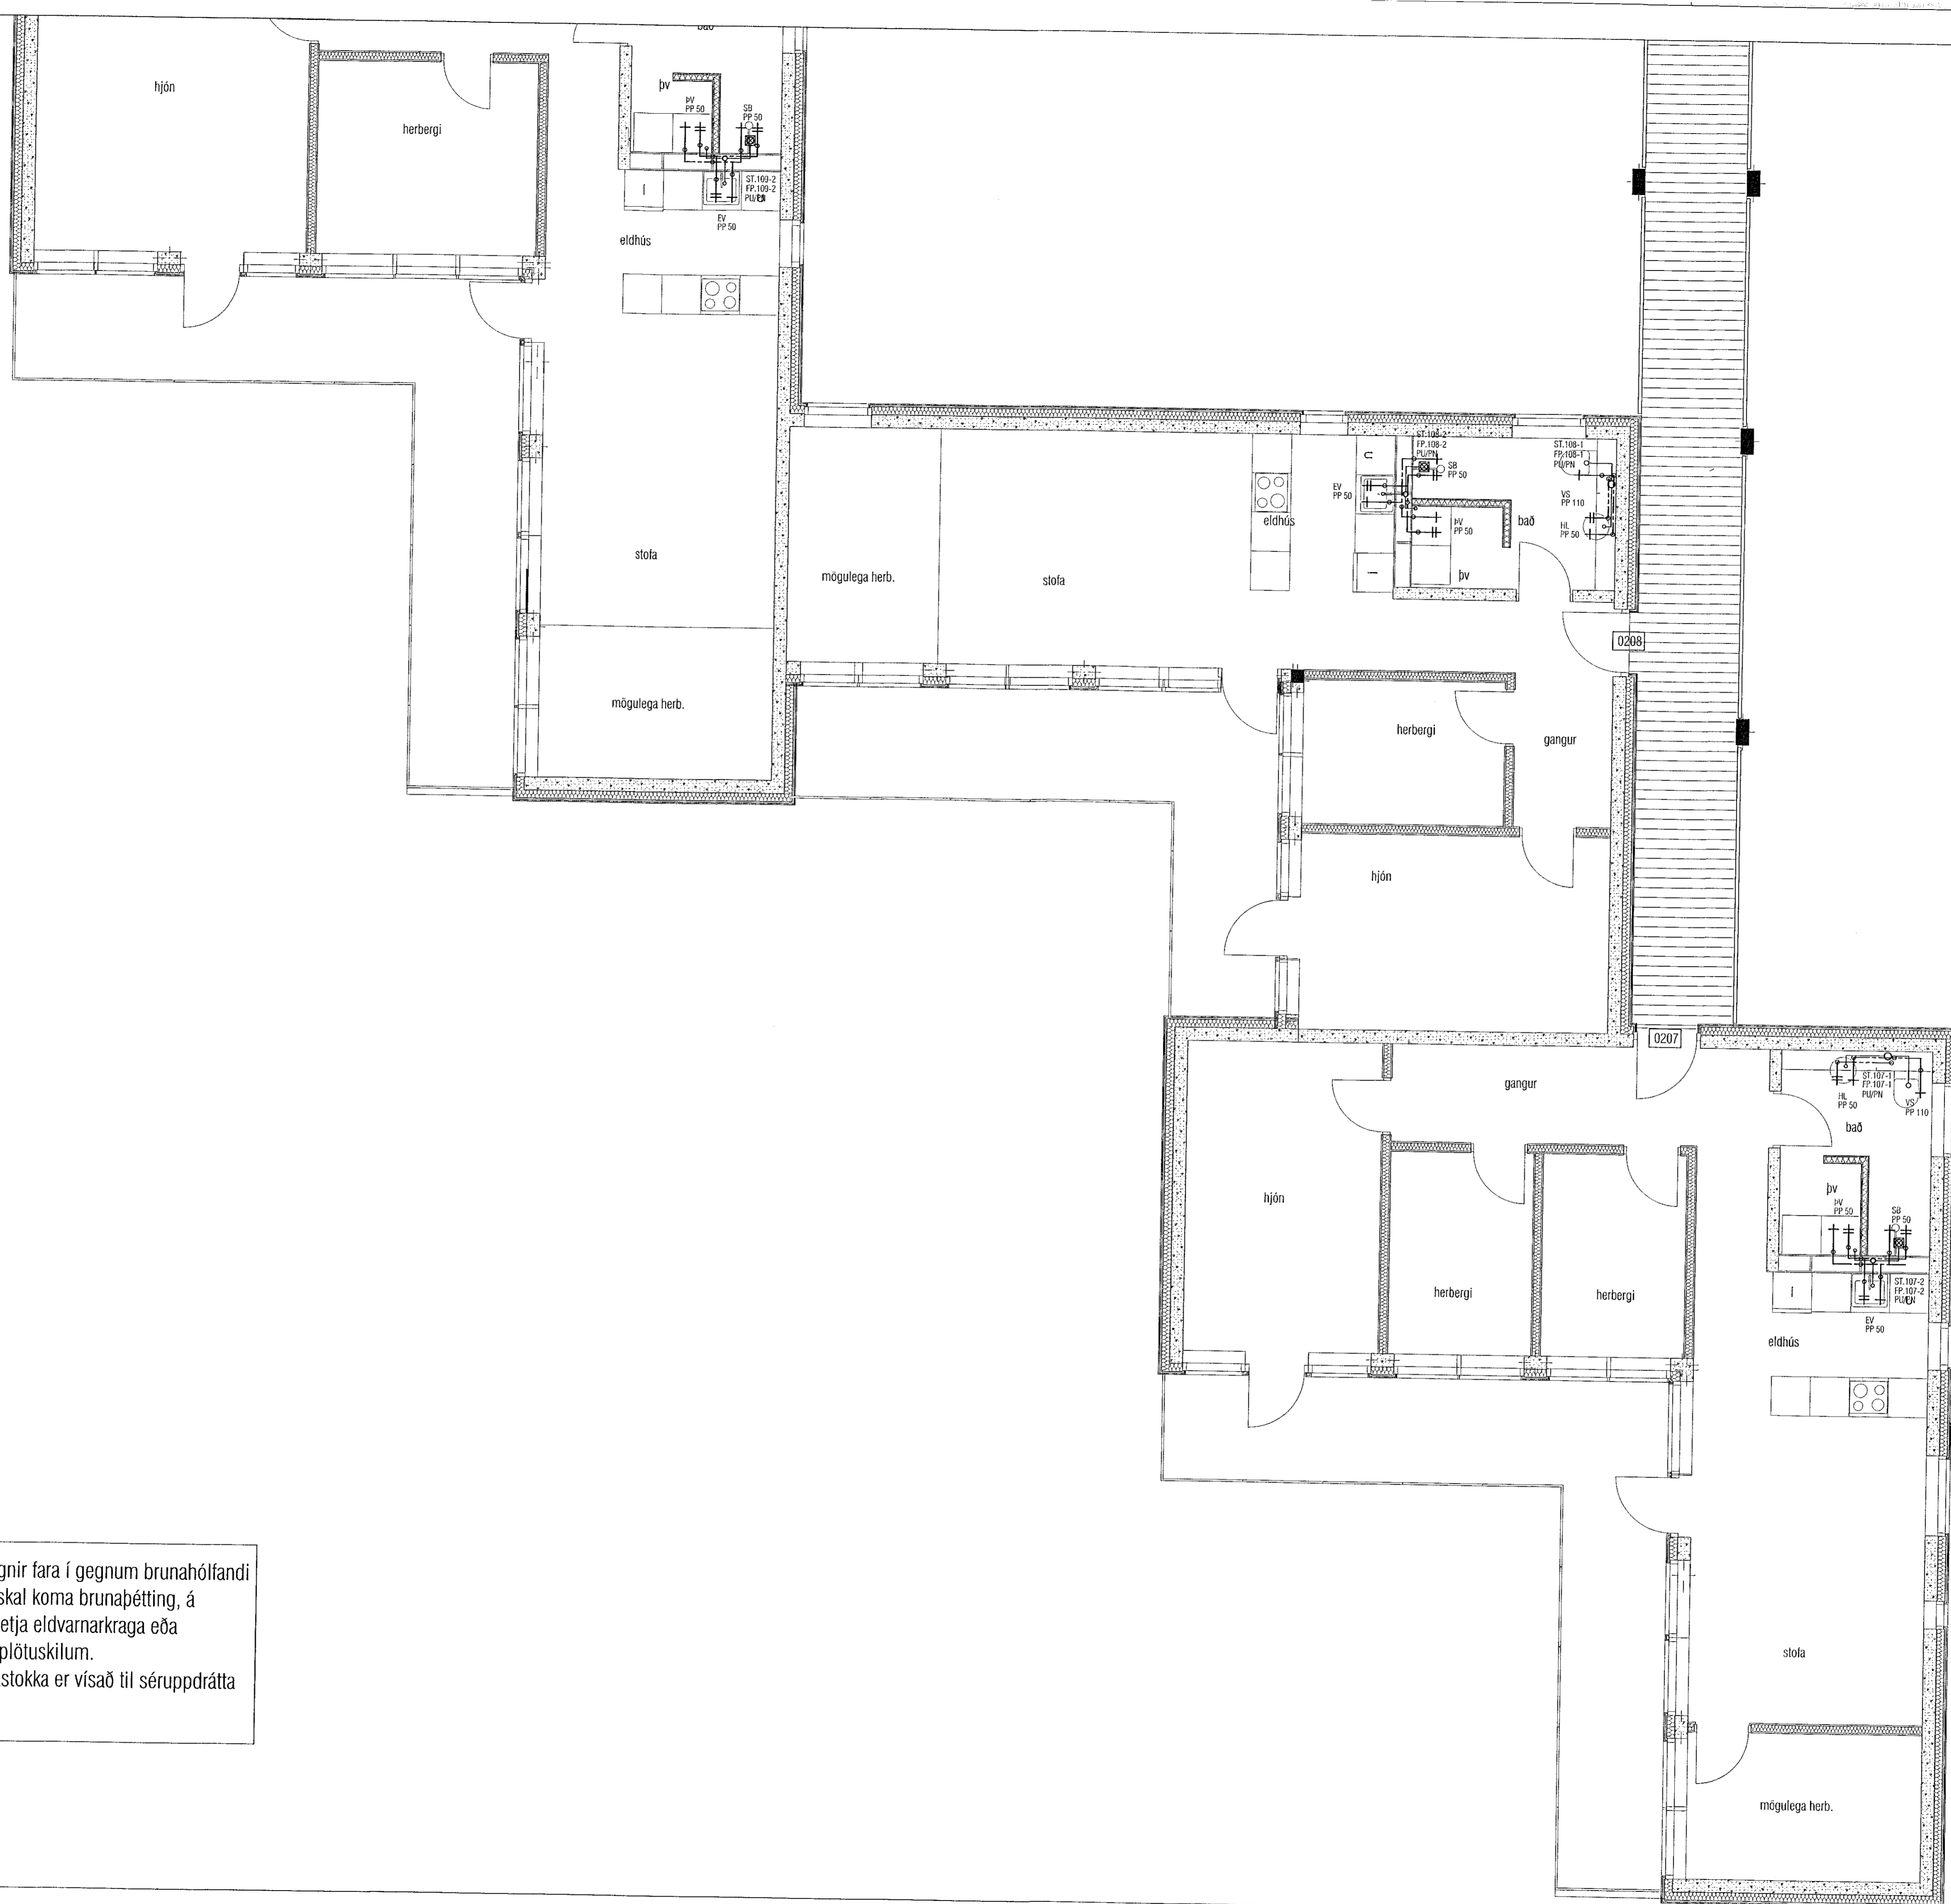 hjón
herbergi
þv
ÞV
PP 50
SB
PP 50
ST.109-2
FP.109-2
PU/PN
EV
PP 50
Í
eldhús
stofa
mögulega herb.
mögulega herb.
stofa
eldhús
EV
PP 50
U
I
ST.108-2
FP.108-2
PU/PN
SB
PP 50
ÞV
PP 50
þv
bað
ST.108-1
FP.108-1
PU/PN
VS
PP 110
HL
PP 50
0208
herbergi
gangur
hjón
0207
gangur
HL
PP 50
ST.107-1
FP.107-1
PU/PN
VS
PP 110
bað
þv
ÞV
PP 50
SB
PP 50
ST.107-2
FP.107-2
PU/PN
EV
PP 50
Í
eldhús
hjón
herbergi
herbergi
stofa
mögulega herb.
gnir fara í gegnum brunahólfandi
skal koma brunaþétting, á
etja eldvarnarkraga eða
plötuskilum.
stokka er vísað til séruppdrátta